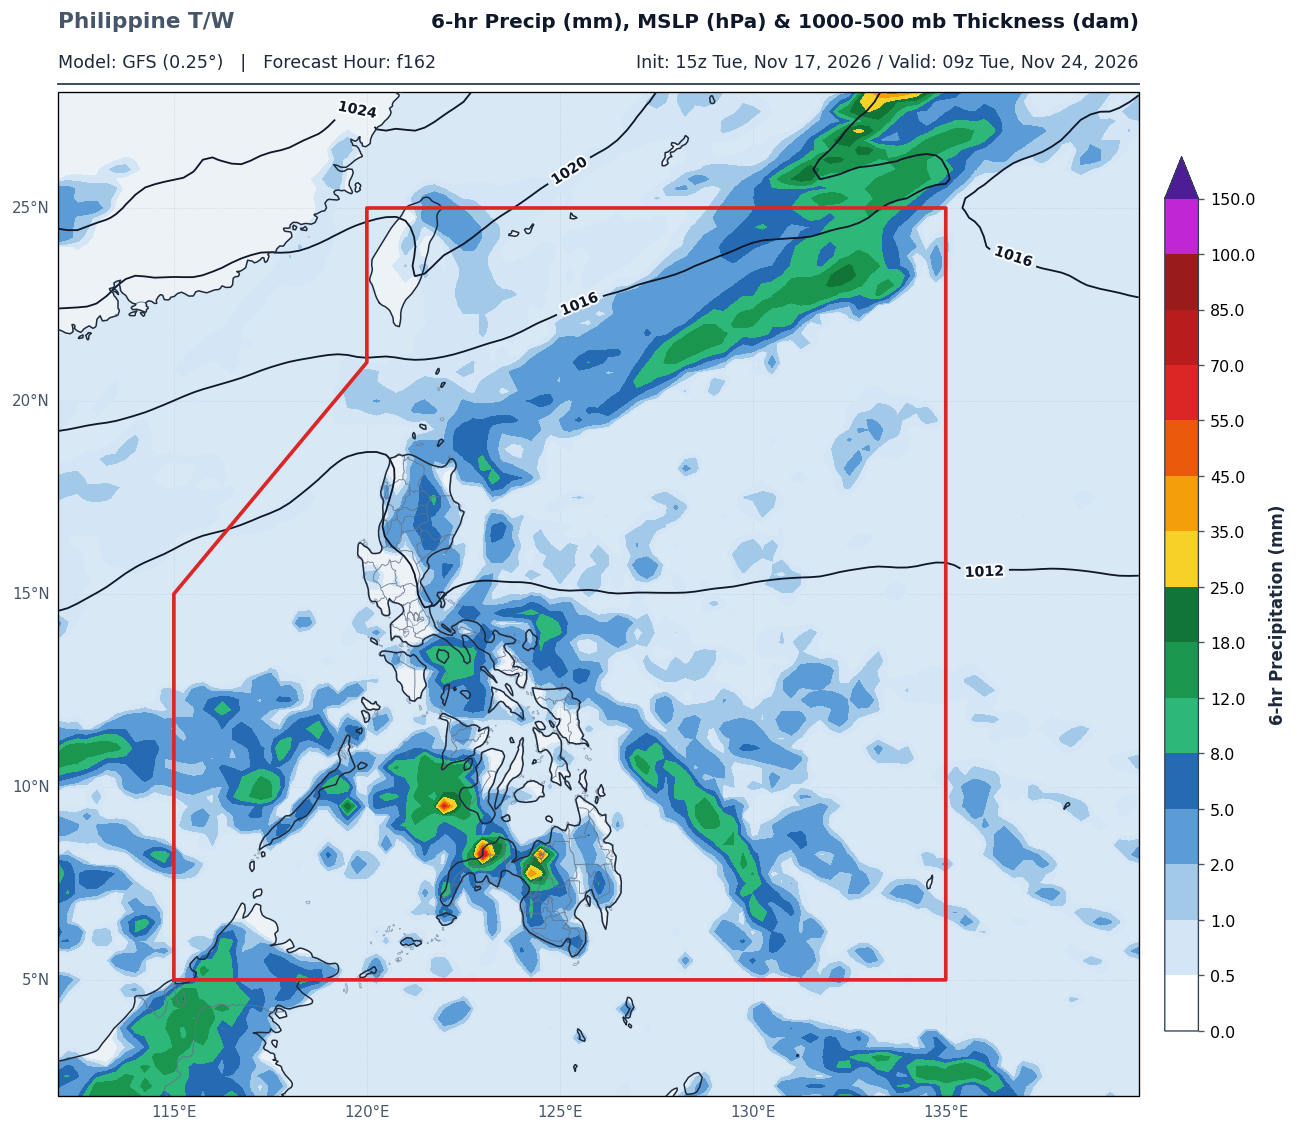 Philippine T/W
6-hr Precip (mm), MSLP (hPa) & 1000-500 mb Thickness (dam)
Model: GFS (0.25°) | Forecast Hour: f162
Init: 15z Tue, Nov 17, 2026 / Valid: 09z Tue, Nov 24, 2026
1024
1020
1016
1016
1012
25°N
20°N
15°N
10°N
5°N
115°E
120°E
125°E
130°E
135°E
150.0
100.0
85.0
70.0
55.0
45.0
35.0
25.0
18.0
12.0
8.0
5.0
2.0
1.0
0.5
0.0
6-hr Precipitation (mm)